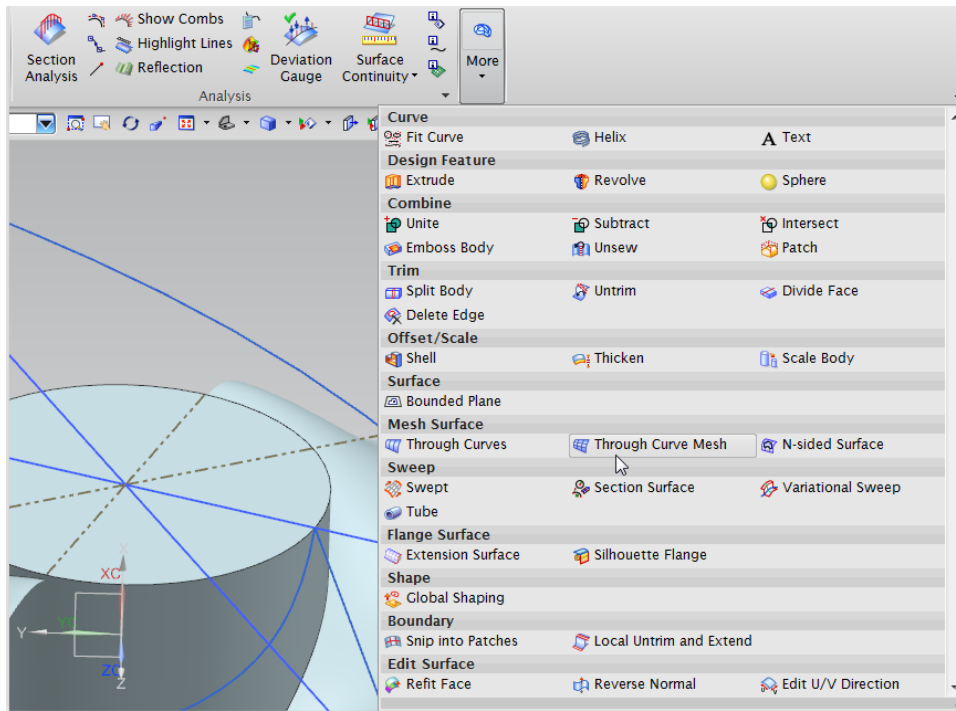 Show Combs
Highlight Lines
Reflection
Section Analysis
Deviation Gauge
Surface Continuity
More
Analysis
Curve
Fit Curve Helix A Text
Design Feature
Extrude Revolve Sphere
Combine
Unite Subtract Intersect
Emboss Body Unsew Patch
Trim
Split Body Untrim Divide Face
Delete Edge
Offset/Scale
Shell Thicken Scale Body
Surface
Bounded Plane
Mesh Surface
Through Curves Through Curve Mesh N-sided Surface
Sweep
Swept Section Surface Variational Sweep
Tube
Flange Surface
Extension Surface Silhouette Flange
Shape
Global Shaping
Boundary
Snip into Patches Local Untrim and Extend
Edit Surface
Refit Face Reverse Normal Edit U/V Direction
X
XC
Y YC
ZC
Z